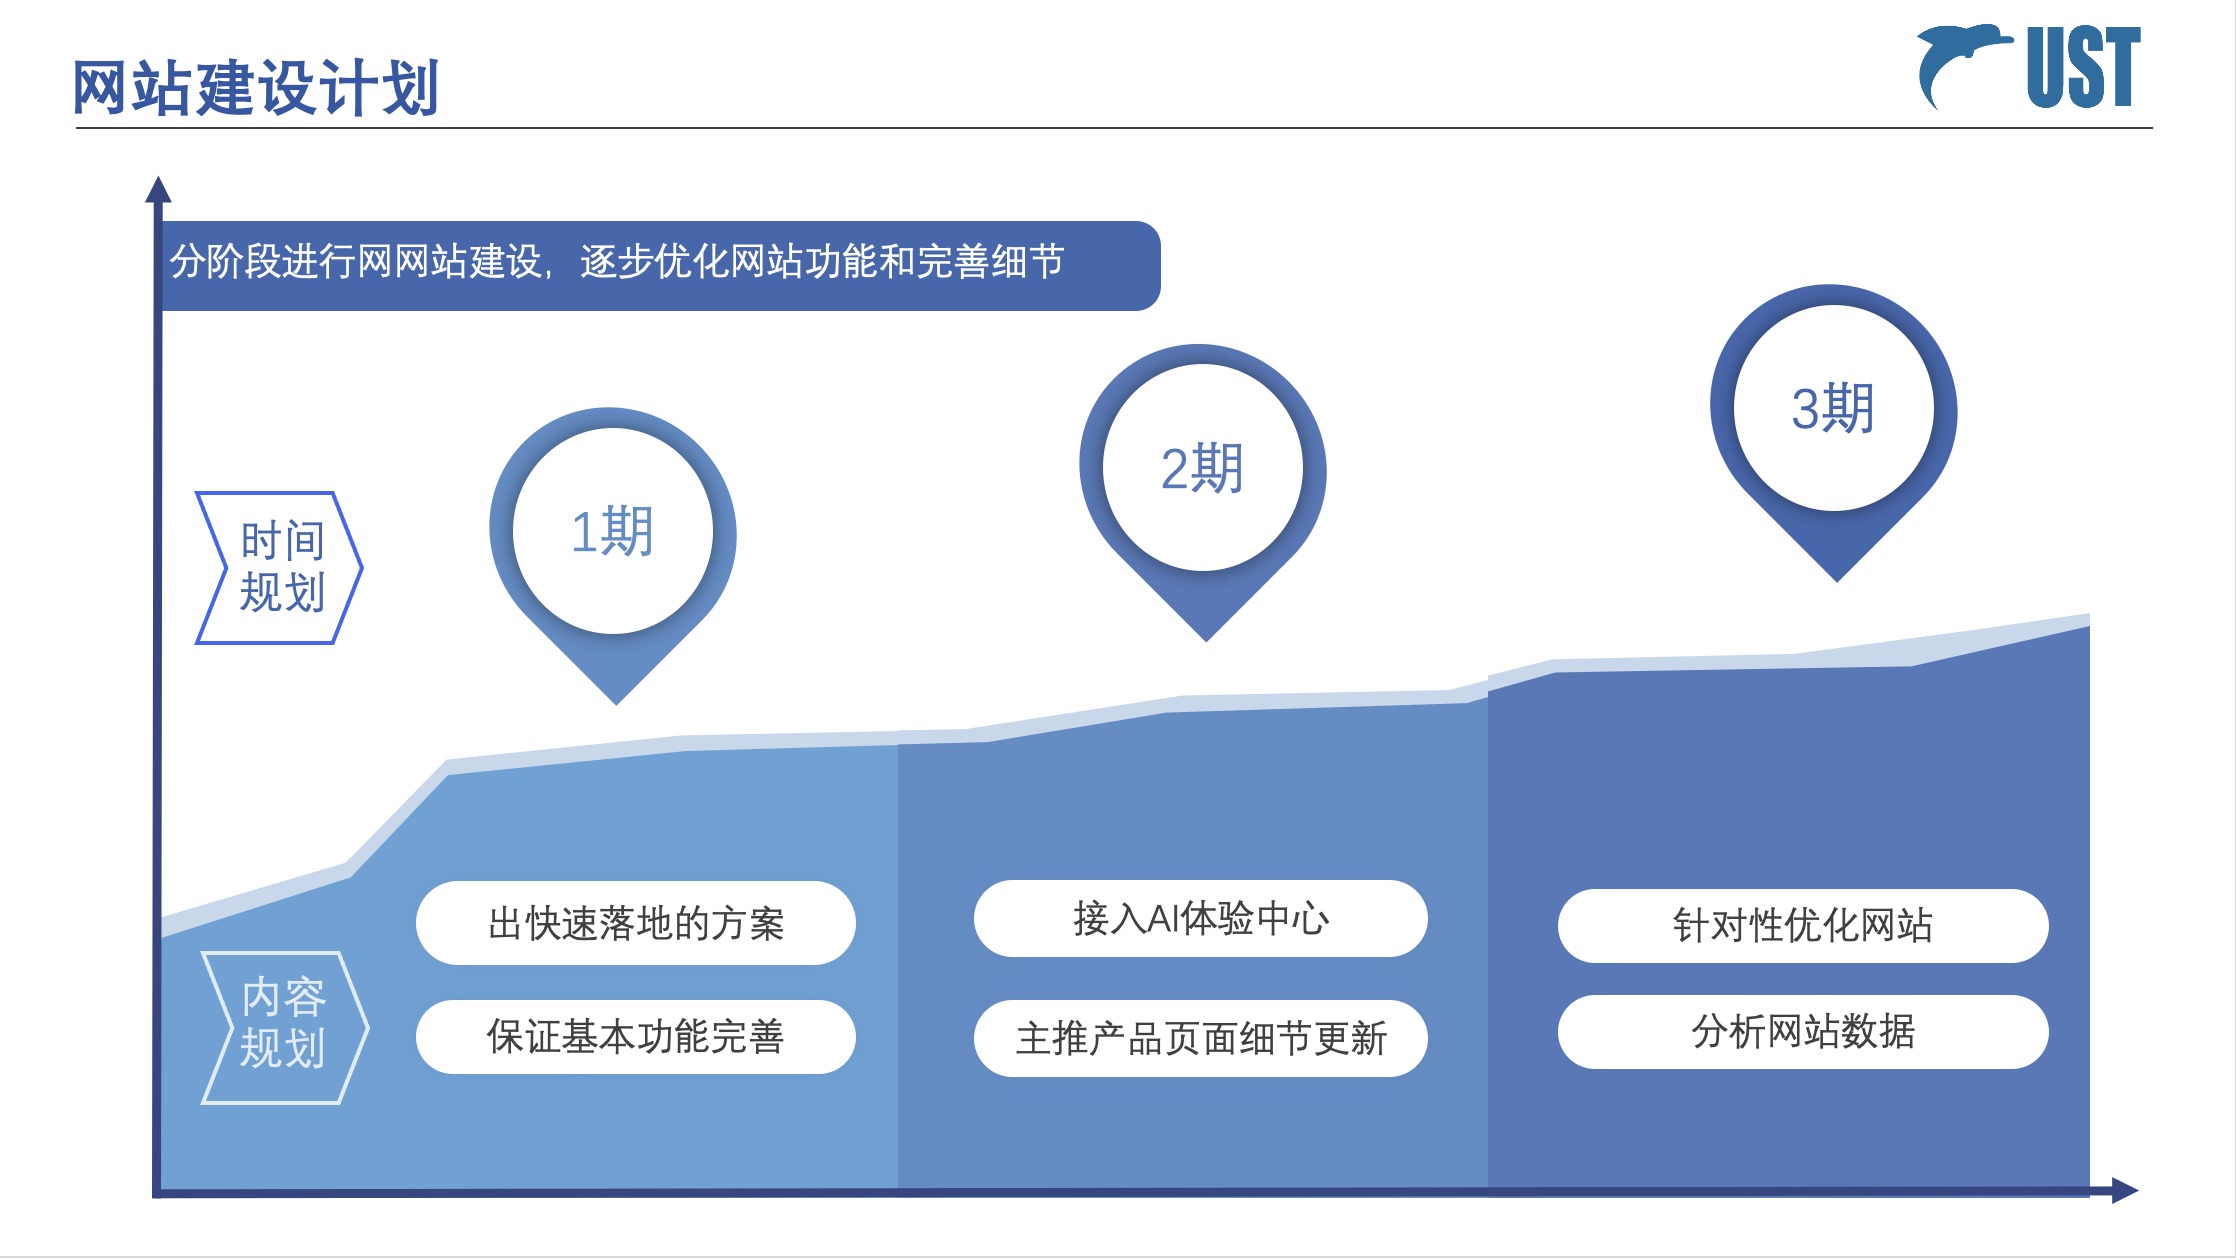 网站建设计划
UST
分阶段进行网网站建设，逐步优化网站功能和完善细节
3期
2期
1期
时间
规划
内容
规划
出快速落地的方案
保证基本功能完善
接入AI体验中心
主推产品页面细节更新
针对性优化网站
分析网站数据